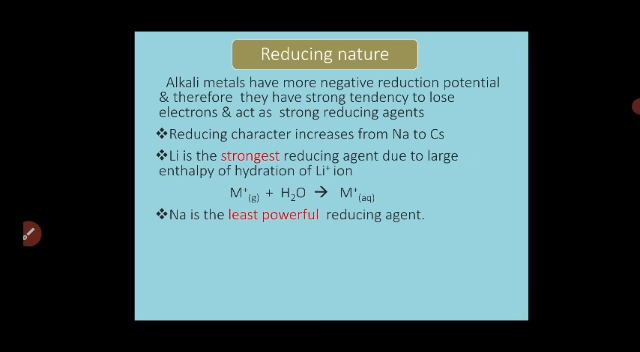 Reducing nature
Alkali metals have more negative reduction potential
& therefore they have strong tendency to lose
electrons & act as strong reducing agents
❖Reducing character increases from Na to Cs
❖Li is the strongest reducing agent due to large
enthalpy of hydration of Li⁺ ion
M⁺(g) + H₂O → M⁺(aq)
❖Na is the least powerful reducing agent.